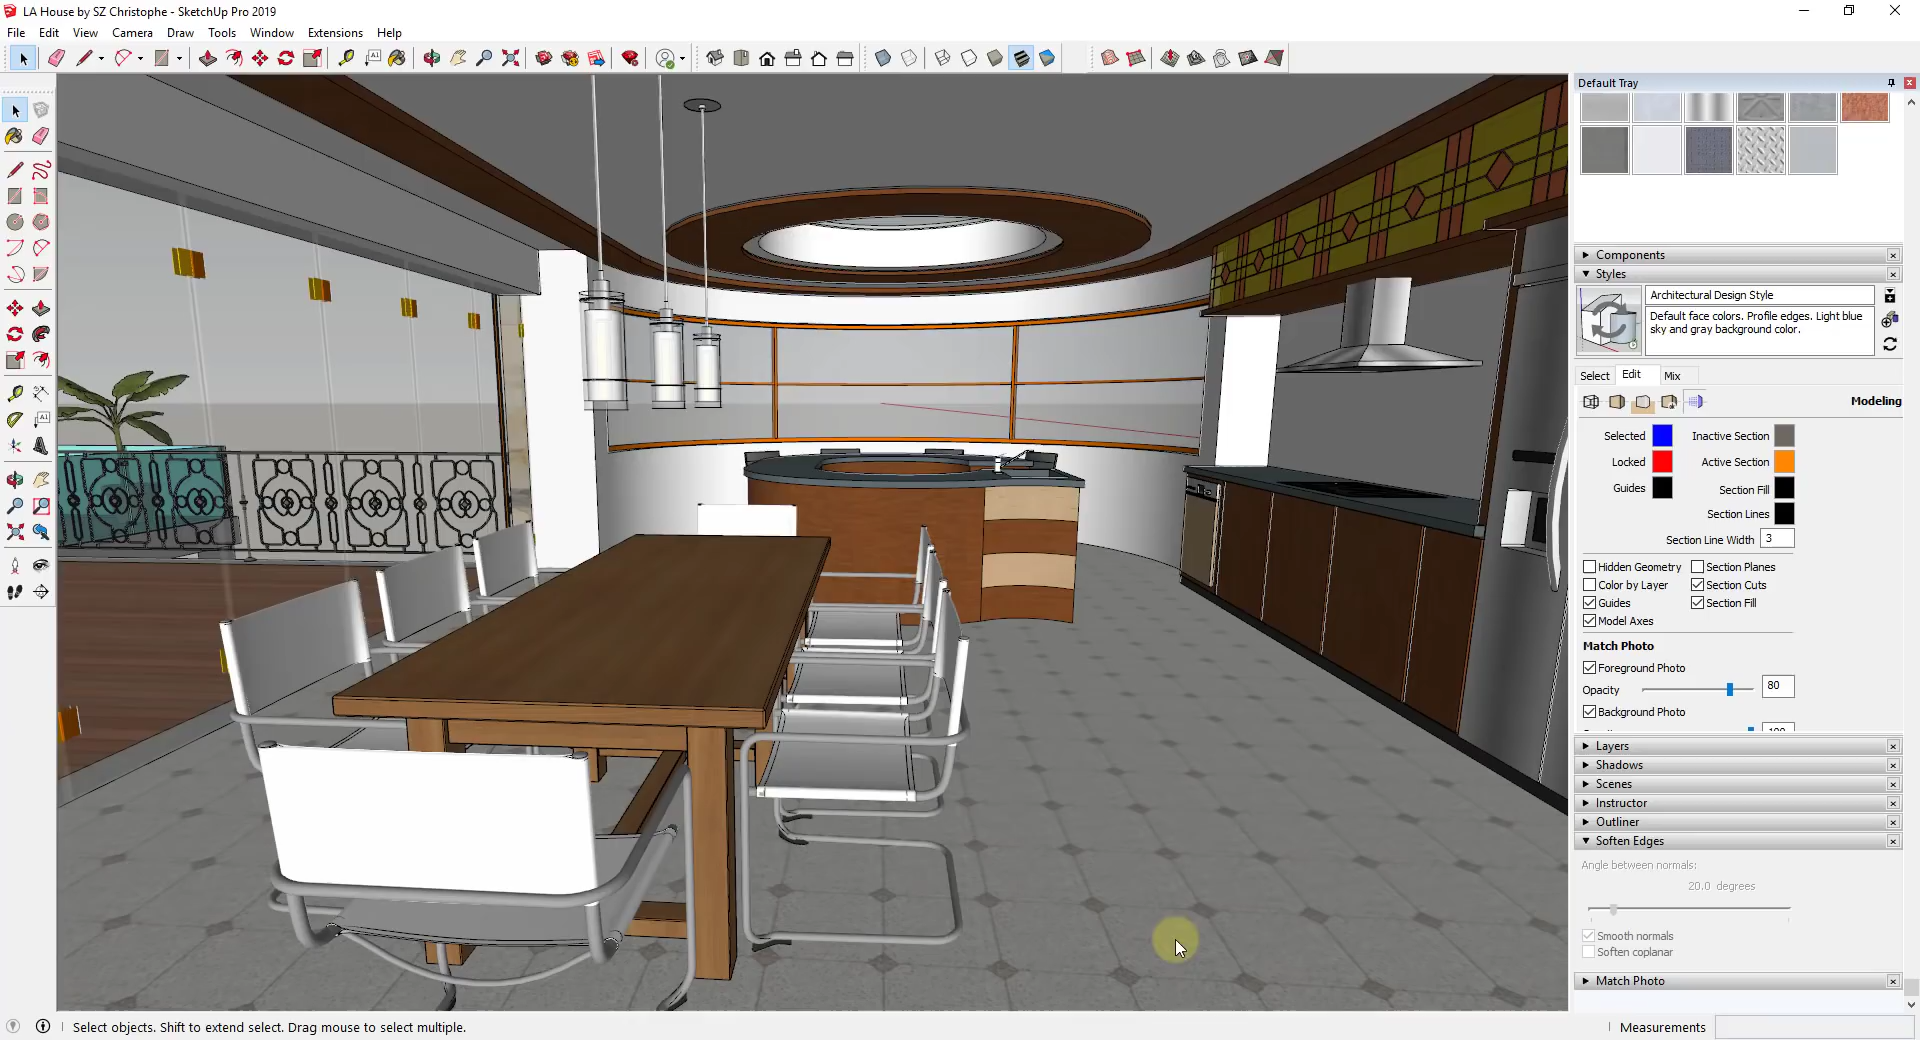 LA House by SZ Christophe - SketchUp Pro 2019
File Edit View Camera Draw Tools Window Extensions Help
Default Tray
Components
Styles
Architectural Design Style
Default face colors. Profile edges. Light blue
sky and gray background color.
Select Edit Mix
Modeling
Selected Inactive Section
Locked Active Section
Guides Section Fill
Section Lines
Section Line Width 3
Hidden Geometry Section Planes
Color by Layer Section Cuts
Guides Section Fill
Model Axes
Match Photo
Foreground Photo
Opacity 80
Background Photo
Layers
Shadows
Scenes
Instructor
Outliner
Soften Edges
Angle between normals:
20.0 degrees
Smooth normals
Soften coplanar
Match Photo
Select objects. Shift to extend select. Drag mouse to select multiple.
Measurements